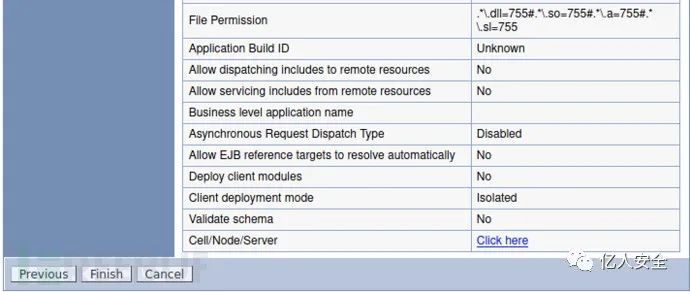 File Permission
.*\.dll=755#.*\.so=755#.*\.a=755#.*
\.sl=755
Application Build ID Unknown
Allow dispatching includes to remote resources No
Allow servicing includes from remote resources No
Business level application name
Asynchronous Request Dispatch Type Disabled
Allow EJB reference targets to resolve automatically No
Deploy client modules No
Client deployment mode Isolated
Validate schema No
Cell/Node/Server Click here
亿人安全
Previous Finish Cancel